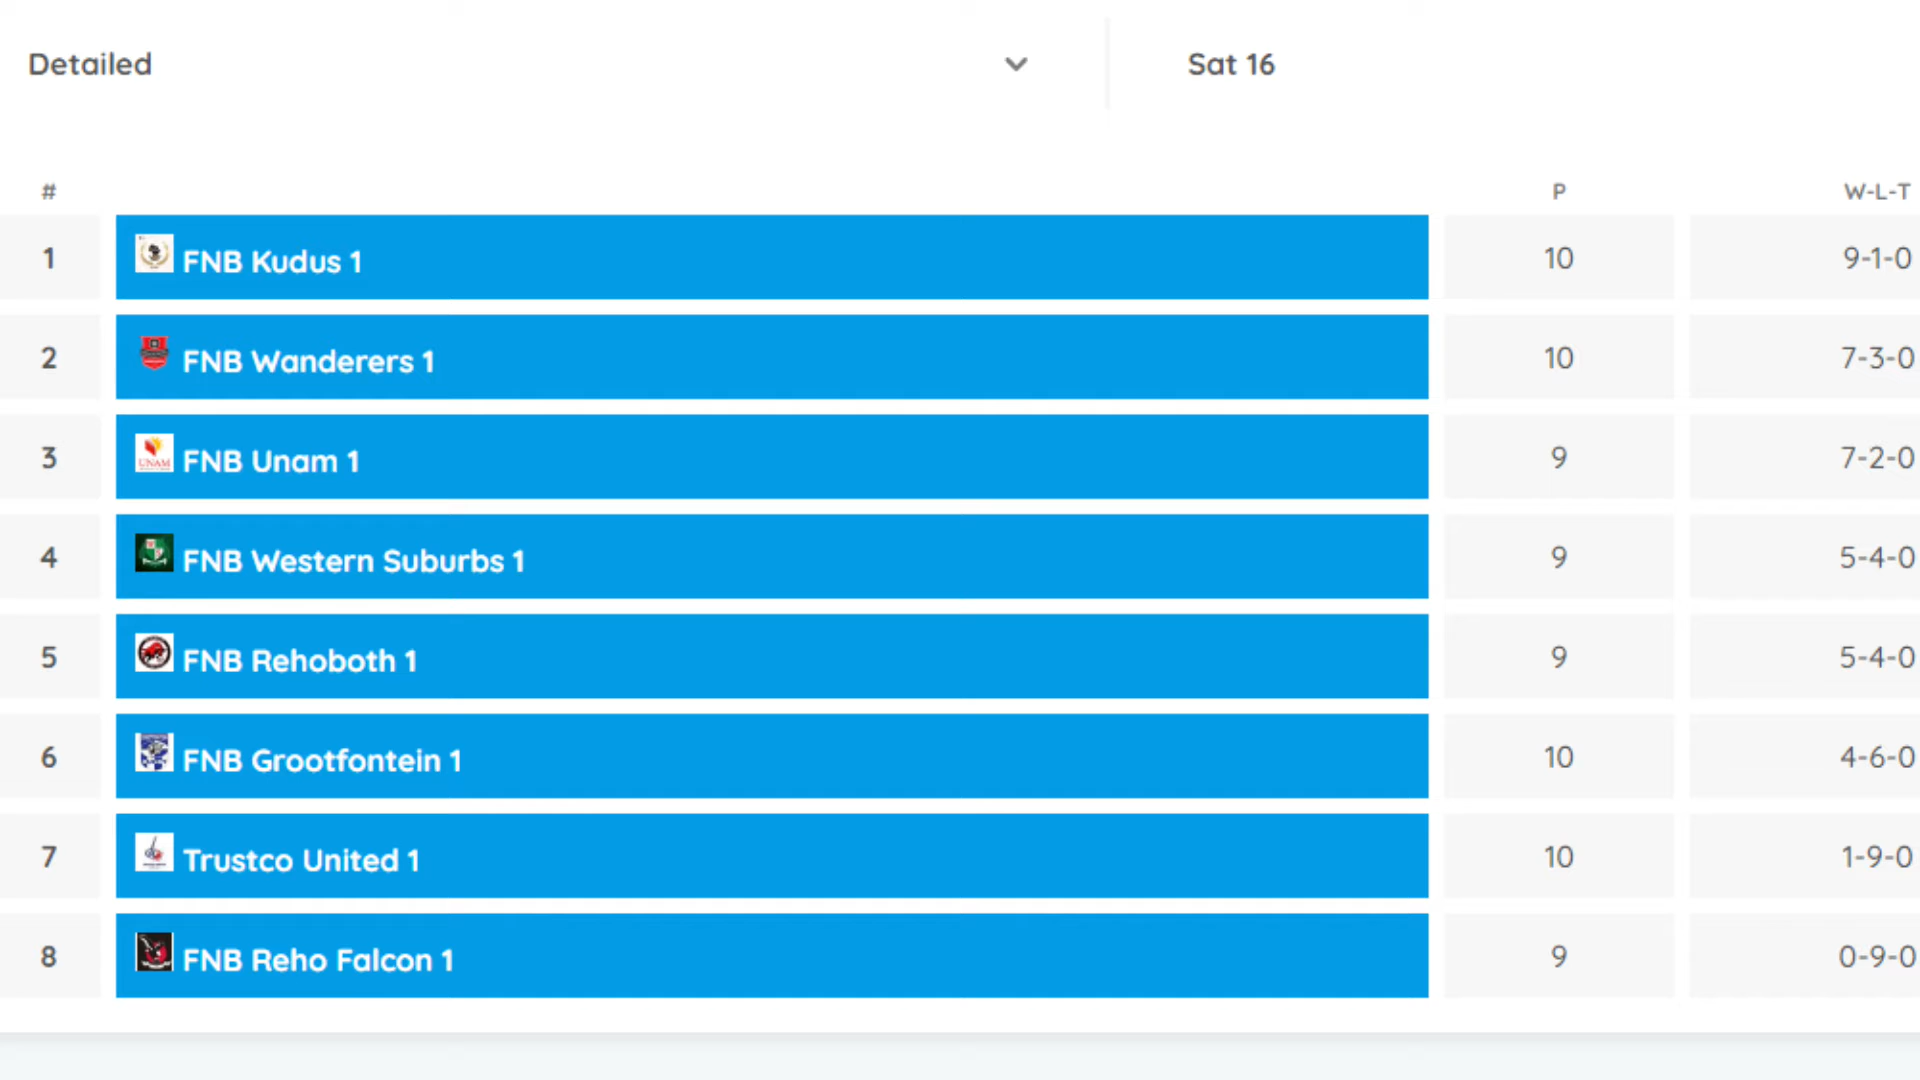 Detailed Sat 16
# P W-L-T
1 FNB Kudus 1 10 9-1-0
2 FNB Wanderers 1 10 7-3-0
3 UNAM FNB Unam 1 9 7-2-0
4 FNB Western Suburbs 1 9 5-4-0
5 FNB Rehoboth 1 9 5-4-0
6 FNB Grootfontein 1 10 4-6-0
7 Trustco United 1 10 1-9-0
8 FNB Reho Falcon 1 9 0-9-0